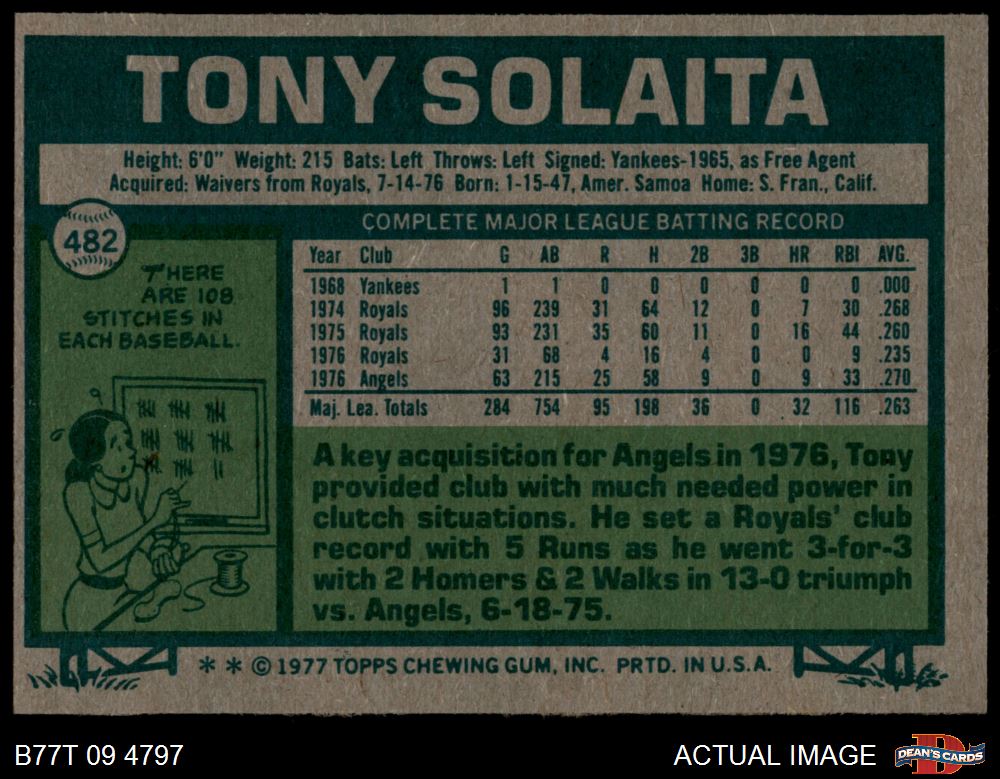 TONY SOLAITA
Height: 6'0" Weight: 215 Bats: Left Throws: Left Signed: Yankees-1965, as Free Agent
Acquired: Waivers from Royals, 7-14-76 Born: 1-15-47, Amer. Samoa Home: S. Fran., Calif.
482
THERE
ARE 108
STITCHES IN
EACH BASEBALL.
COMPLETE MAJOR LEAGUE BATTING RECORD
Year Club G AB R H 2B 3B HR RBI AVG.
1968 Yankees 1 1 0 0 0 0 0 0 .000
1974 Royals 96 239 31 64 12 0 7 30 .268
1975 Royals 93 231 35 60 11 0 16 44 .260
1976 Royals 31 68 4 16 4 0 0 9 .235
1976 Angels 63 215 25 58 9 0 9 33 .270
Maj. Lea. Totals 284 754 95 198 36 0 32 116 .263
A key acquisition for Angels in 1976, Tony
provided club with much needed power in
clutch situations. He set a Royals' club
record with 5 Runs as he went 3-for-3
with 2 Homers & 2 Walks in 13-0 triumph
vs. Angels, 6-18-75.
* * © 1977 TOPPS CHEWING GUM, INC. PRTD. IN U.S.A.
B77T 09 4797
ACTUAL IMAGE
D
DEAN'S CARDS